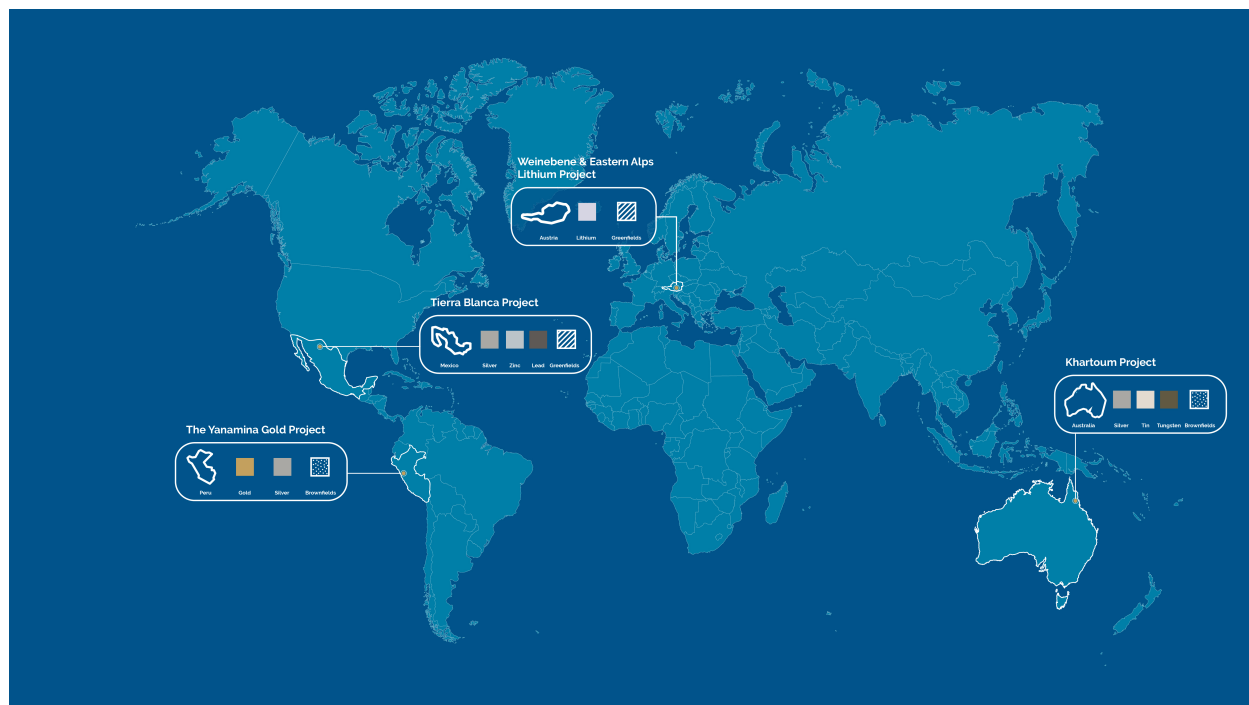 Weinebene & Eastern Alps
Lithium Project
Austria Lithium Greenfields
Tierra Blanca Project
Mexico Silver Zinc Lead Greenfields
Khartoum Project
Australia Silver Tin Tungsten Brownfields
The Yanamina Gold Project
Peru Gold Silver Brownfields